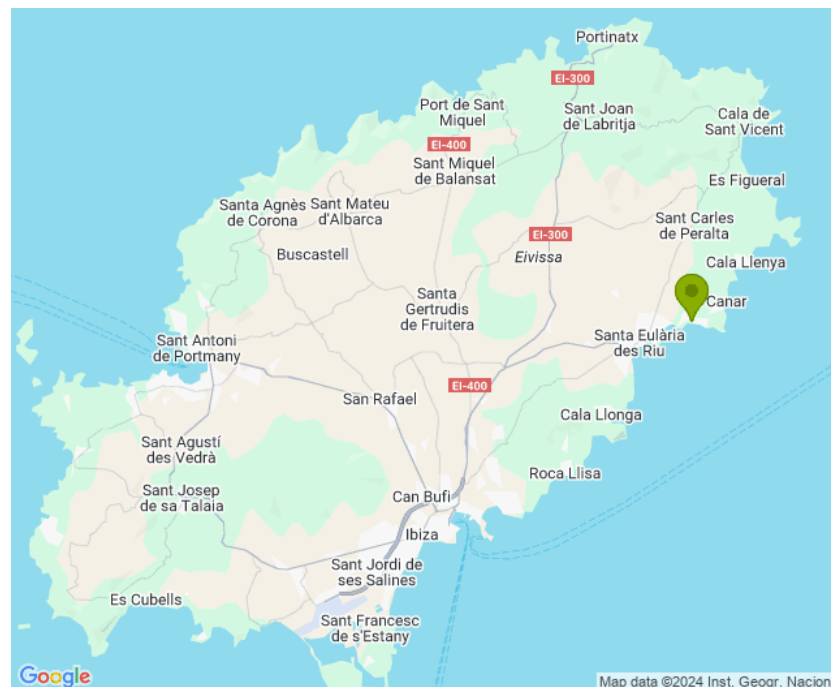 Portinatx
EI-300
Port de Sant
Miquel
Sant Joan
de Labritja
Cala de
Sant Vicent
EI-400
Sant Miquel
de Balansat
Es Figueral
Santa Agnès
de Corona
Sant Mateu
d'Albarca
Sant Carles
de Peralta
EI-300
Buscastell
Eivissa
Cala Llenya
Santa
Gertrudis
de Fruitera
Canar
Sant Antoni
de Portmany
Santa Eulària
des Riu
EI-400
San Rafael
Cala Llonga
Sant Agustí
des Vedrà
Roca Llisa
Sant Josep
de sa Talaia
Can Bufi
Ibiza
Sant Jordi de
ses Salines
Es Cubells
Sant Francesc
de s'Estany
Google
Map data ©2024 Inst. Geogr. Nacion